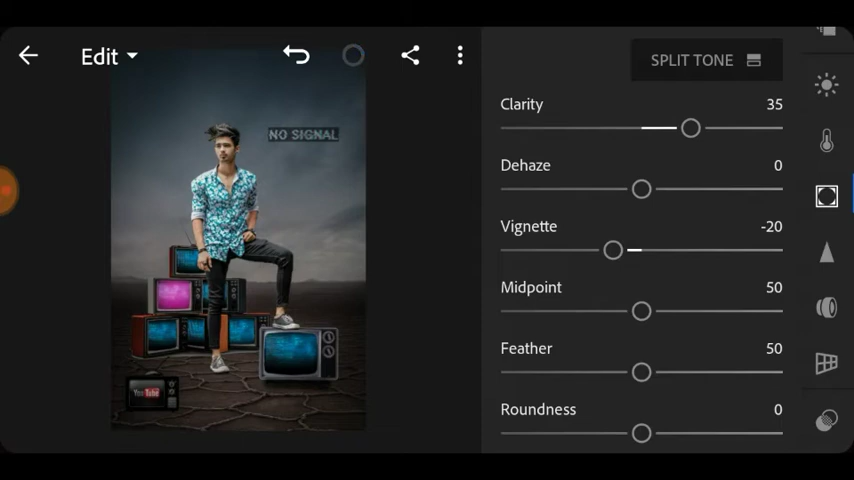 Edit
SPLIT TONE
Clarity 35
Dehaze 0
Vignette -20
Midpoint 50
Feather 50
Roundness 0
NO SIGNAL
YouTube